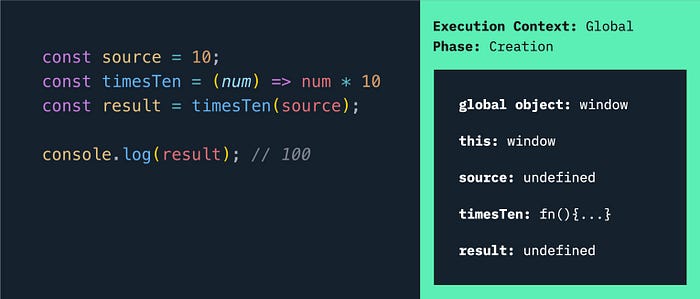 const source = 10;
const timesTen = (num) => num * 10
const result = timesTen(source);
console.log(result); // 100
Execution Context: Global
Phase: Creation
global object: window
this: window
source: undefined
timesTen: fn(){...}
result: undefined